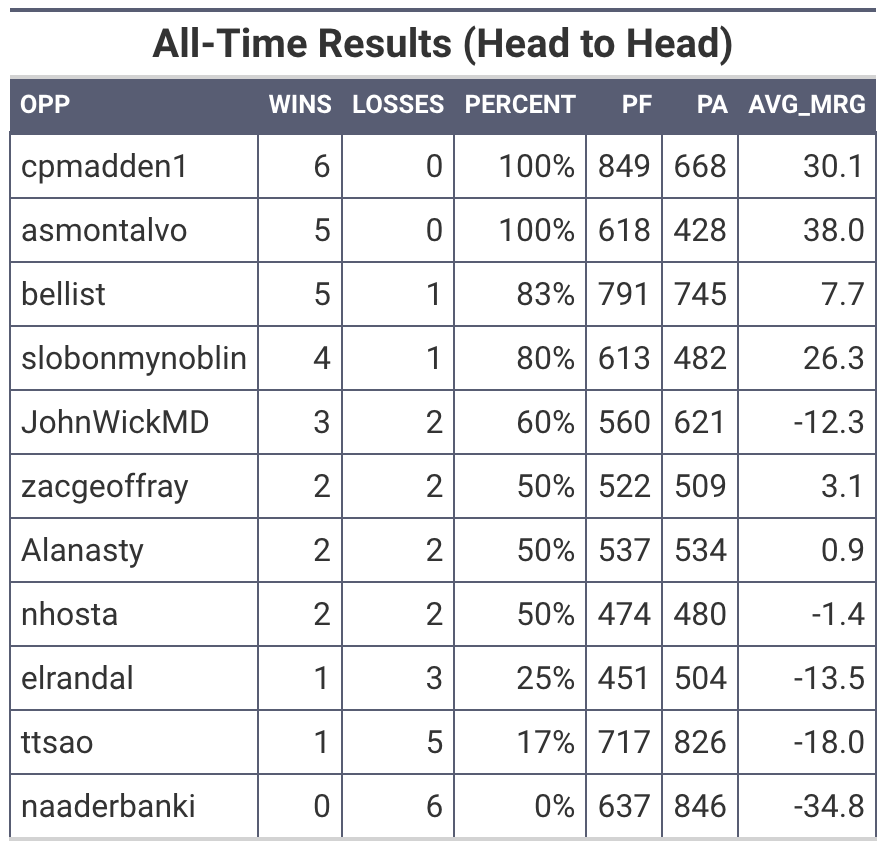 All-Time Results (Head to Head)
OPP WINS LOSSES PERCENT PF PA AVG_MRG
cpmadden1 6 0 100% 849 668 30.1
asmontalvo 5 0 100% 618 428 38.0
bellist 5 1 83% 791 745 7.7
slobonmynoblin 4 1 80% 613 482 26.3
JohnWickMD 3 2 60% 560 621 -12.3
zacgeoffray 2 2 50% 522 509 3.1
Alanasty 2 2 50% 537 534 0.9
nhosta 2 2 50% 474 480 -1.4
elrandal 1 3 25% 451 504 -13.5
ttsao 1 5 17% 717 826 -18.0
naaderbanki 0 6 0% 637 846 -34.8